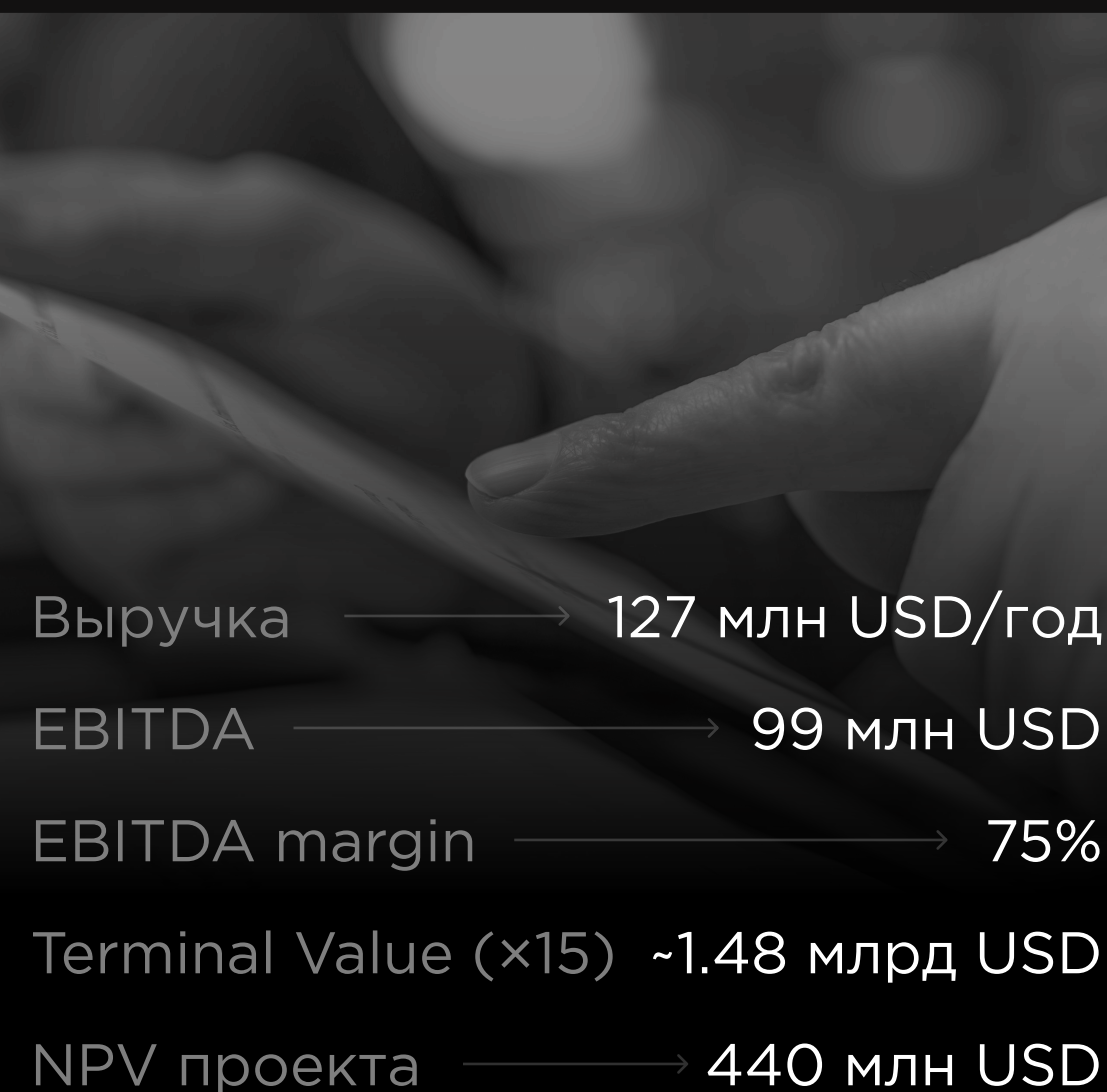 Выручка 127 млн USD/год
EBITDA 99 млн USD
EBITDA margin 75%
Terminal Value (×15) ~1.48 млрд USD
NPV проекта 440 млн USD